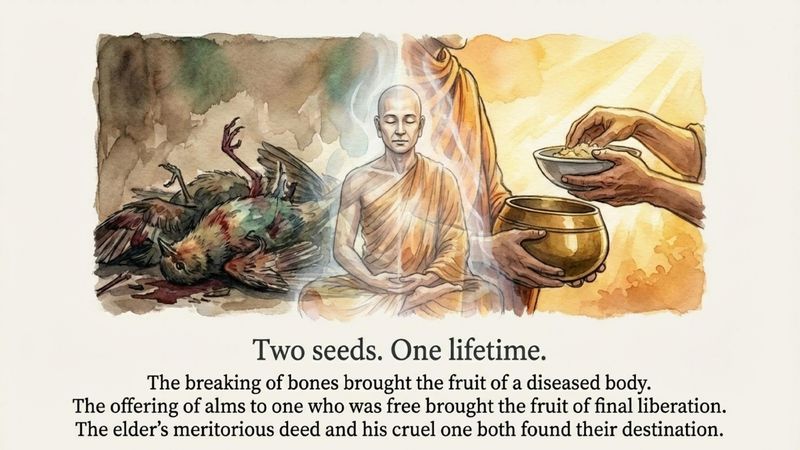 Two seeds. One lifetime.
The breaking of bones brought the fruit of a diseased body.
The offering of alms to one who was free brought the fruit of final liberation.
The elder’s meritorious deed and his cruel one both found their destination.